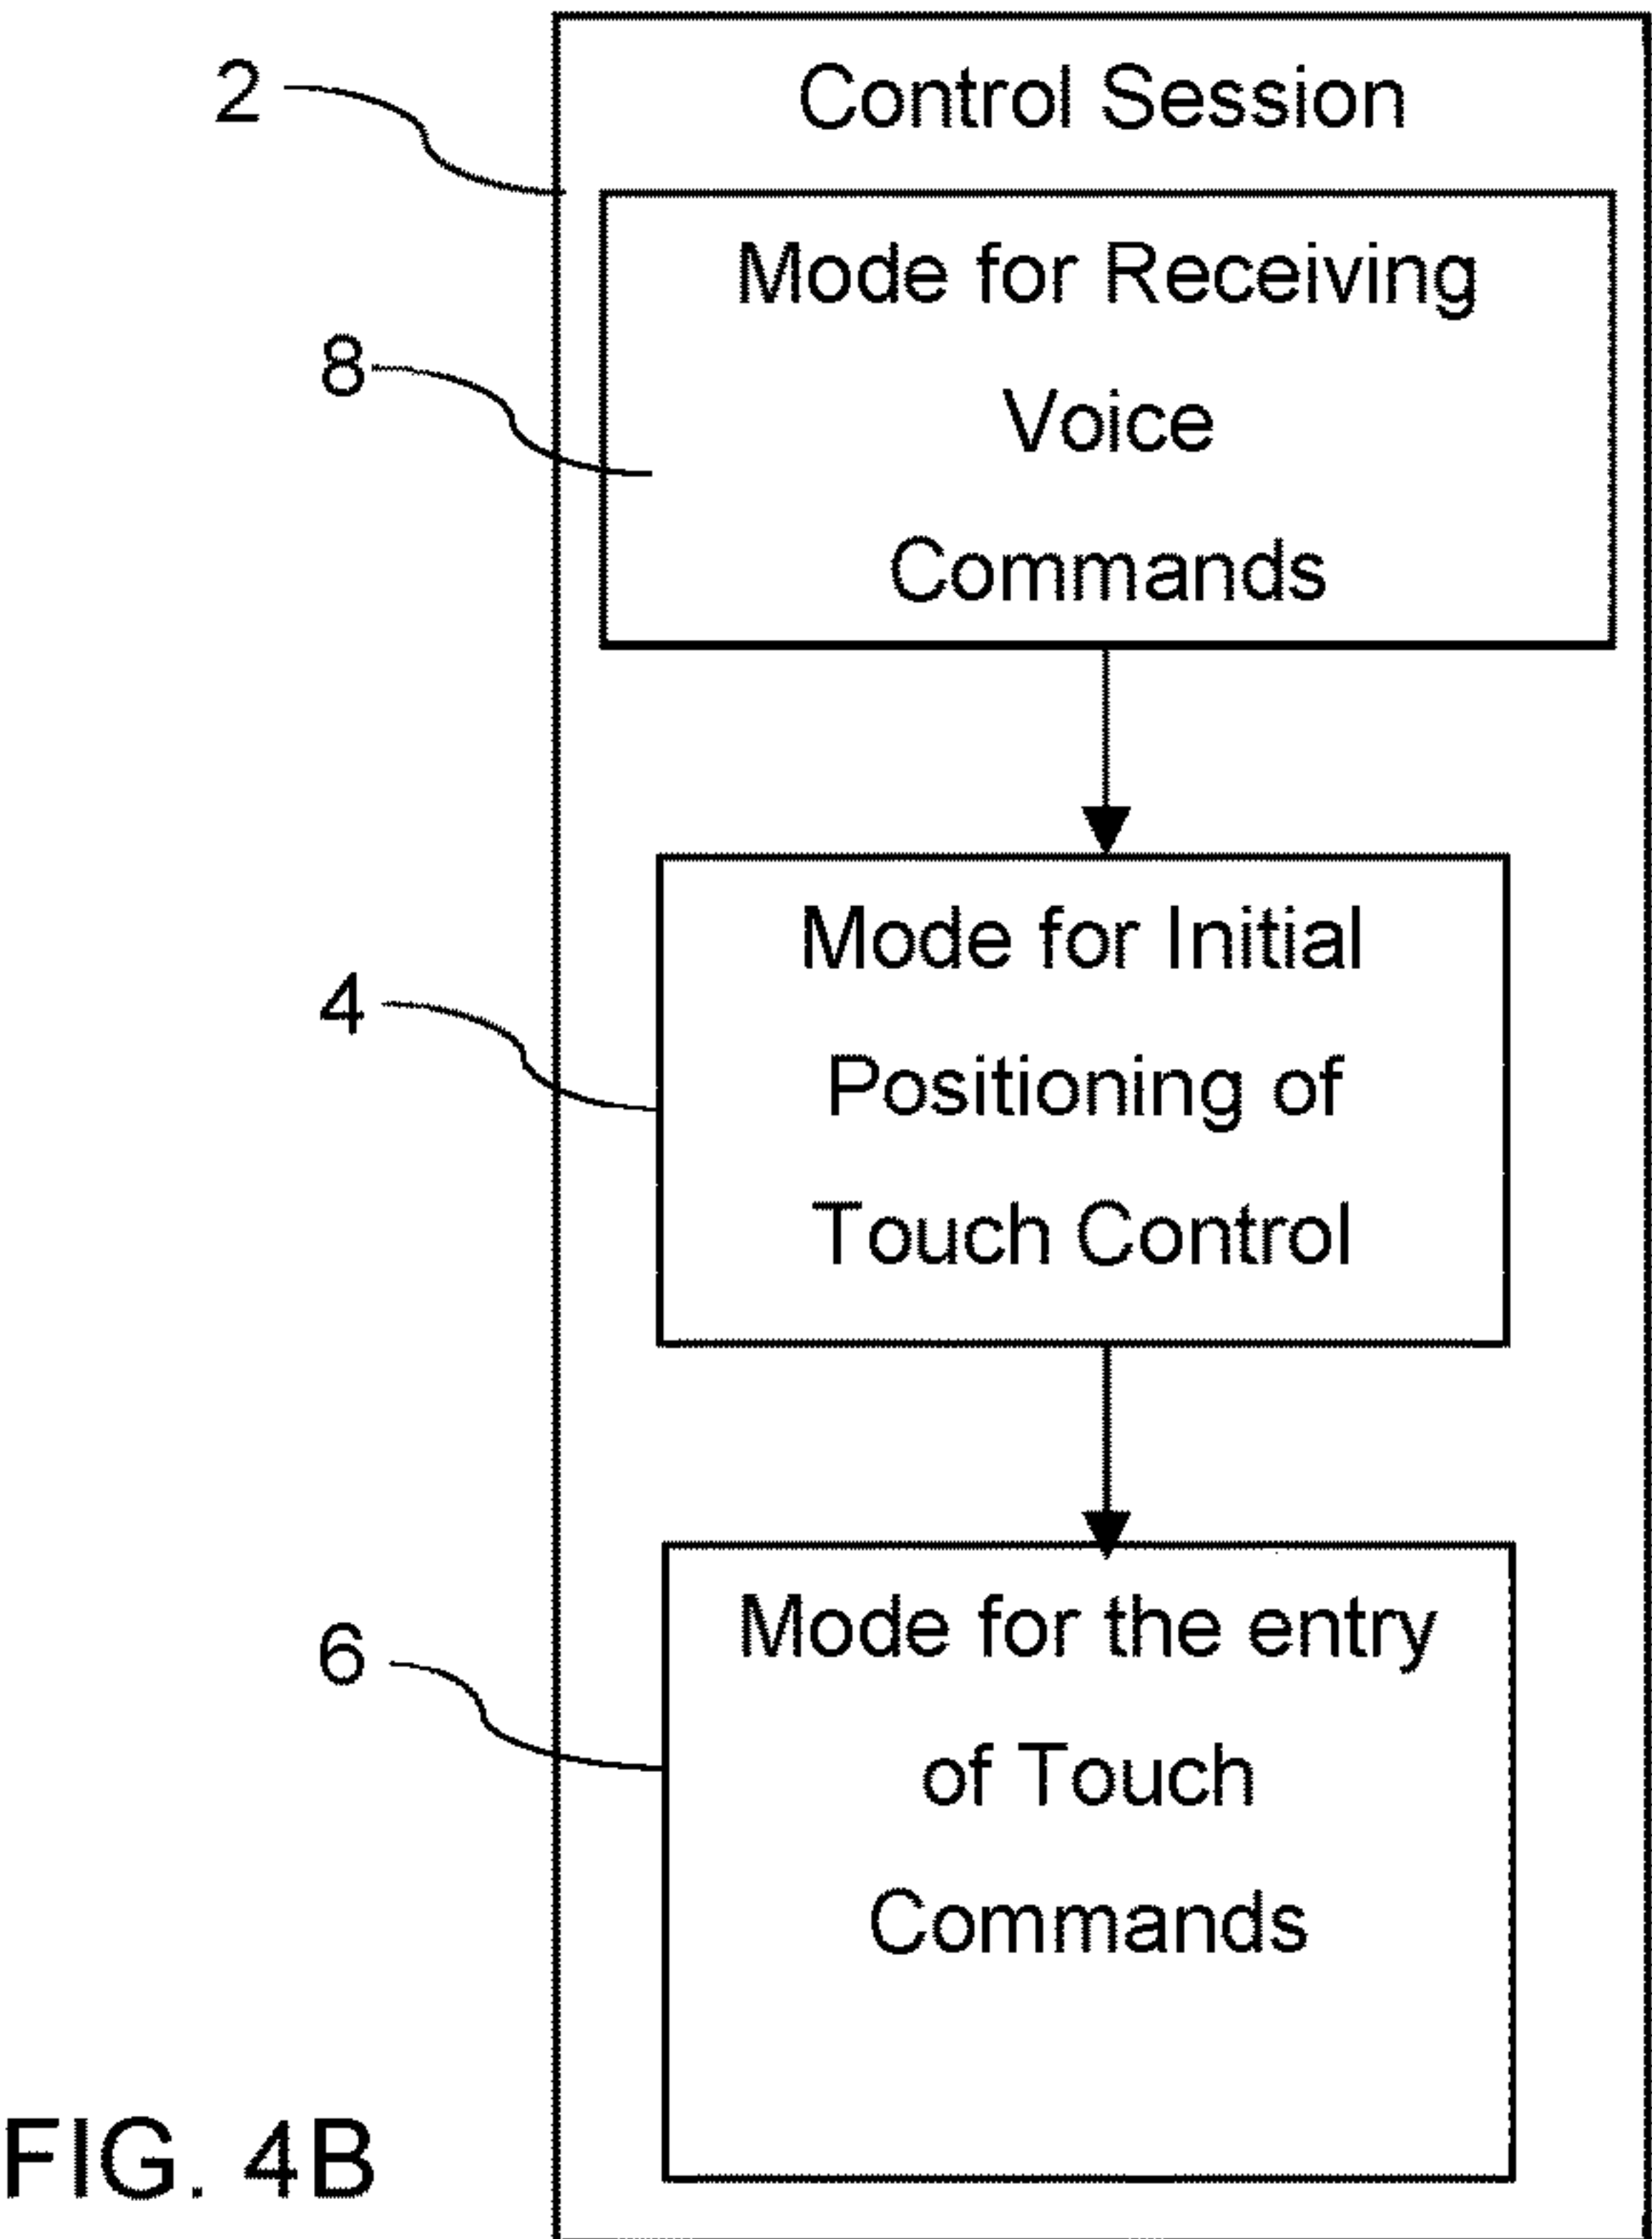 2
Control Session
Mode for Receiving
8
Voice
Commands
Mode for Initial
4
Positioning of
Touch Control
Mode for the entry
6
of Touch
Commands
FIG. 4B